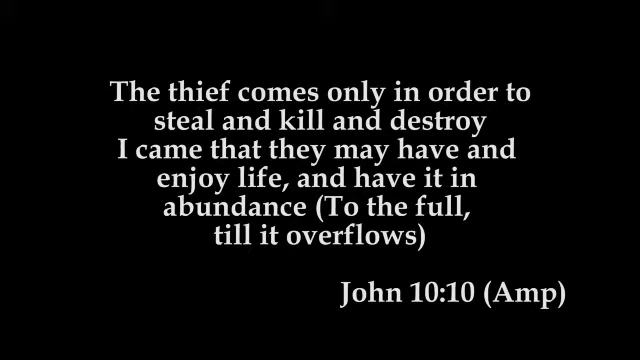 The thief comes only in order to
steal and kill and destroy
I came that they may have and
enjoy life, and have it in
abundance (To the full,
till it overflows)
John 10:10 (Amp)